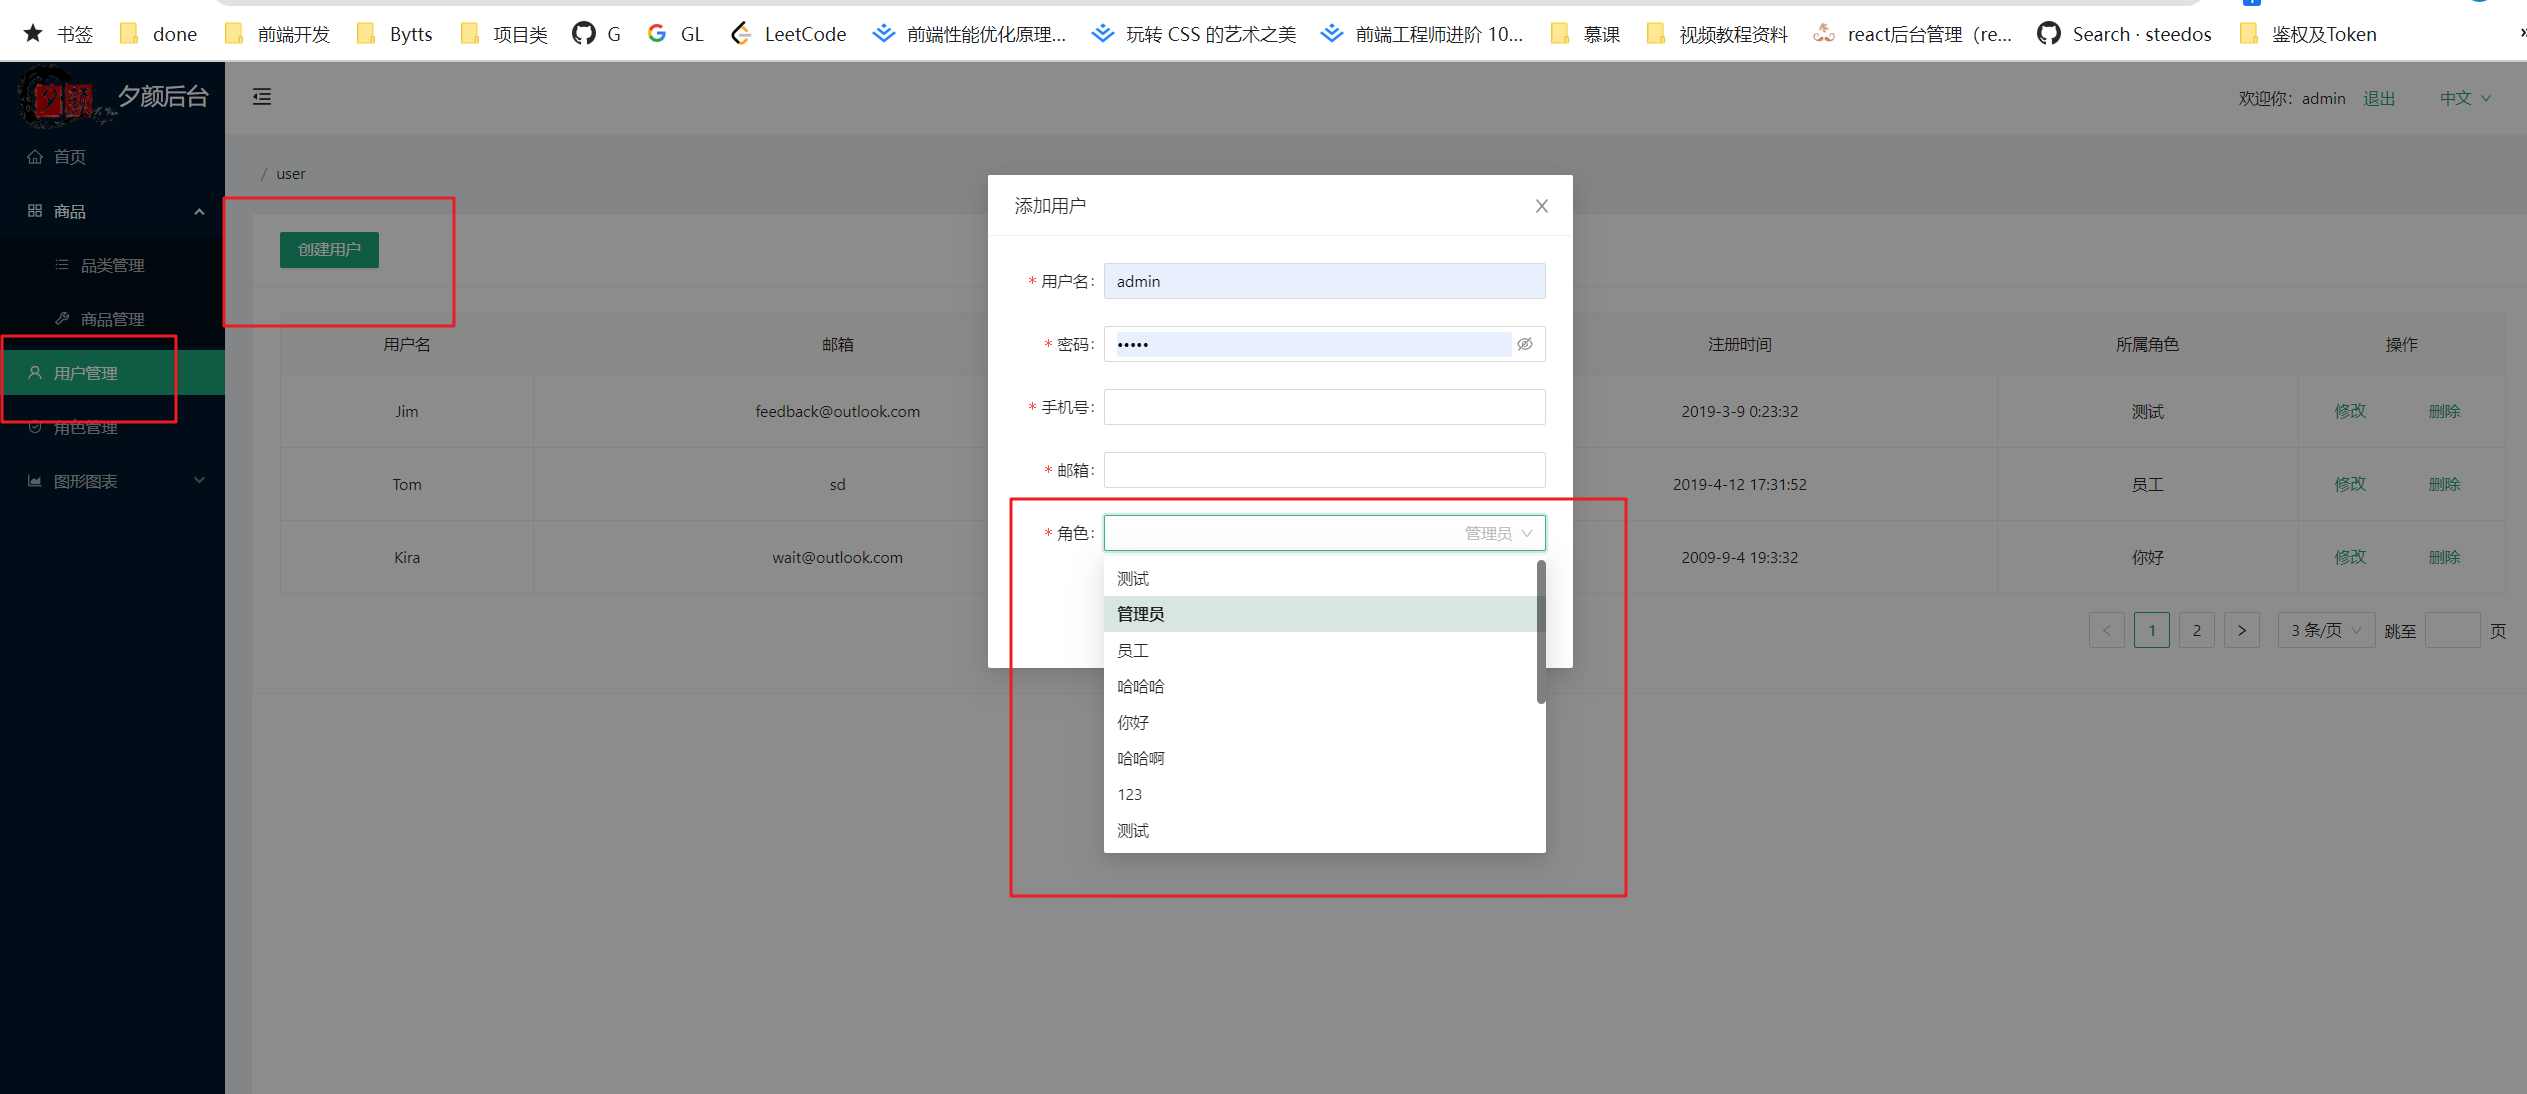 书签 done 前端开发 Bytts 项目类 G GL LeetCode 前端性能优化原理... 玩转 CSS 的艺术之美 前端工程师进阶 10... 慕课 视频教程资料 react后台管理（re... Search · steedos 鉴权及Token »
夕颜 夕颜后台
欢迎你：admin 退出 中文
首页
/ user
商品
品类管理
商品管理
用户管理
角色管理
图形图表
创建用户
用户名 邮箱 注册时间 所属角色 操作
Jim feedback@outlook.com 2019-3-9 0:23:32 测试 修改 删除
Tom sd 2019-4-12 17:31:52 员工 修改 删除
Kira wait@outlook.com 2009-9-4 19:3:32 你好 修改 删除
< 1 2 > 3 条/页 跳至 页
添加用户
* 用户名: admin
* 密码: •••••
* 手机号:
* 邮箱:
* 角色: 管理员
测试
管理员
员工
哈哈哈
你好
哈哈啊
123
测试